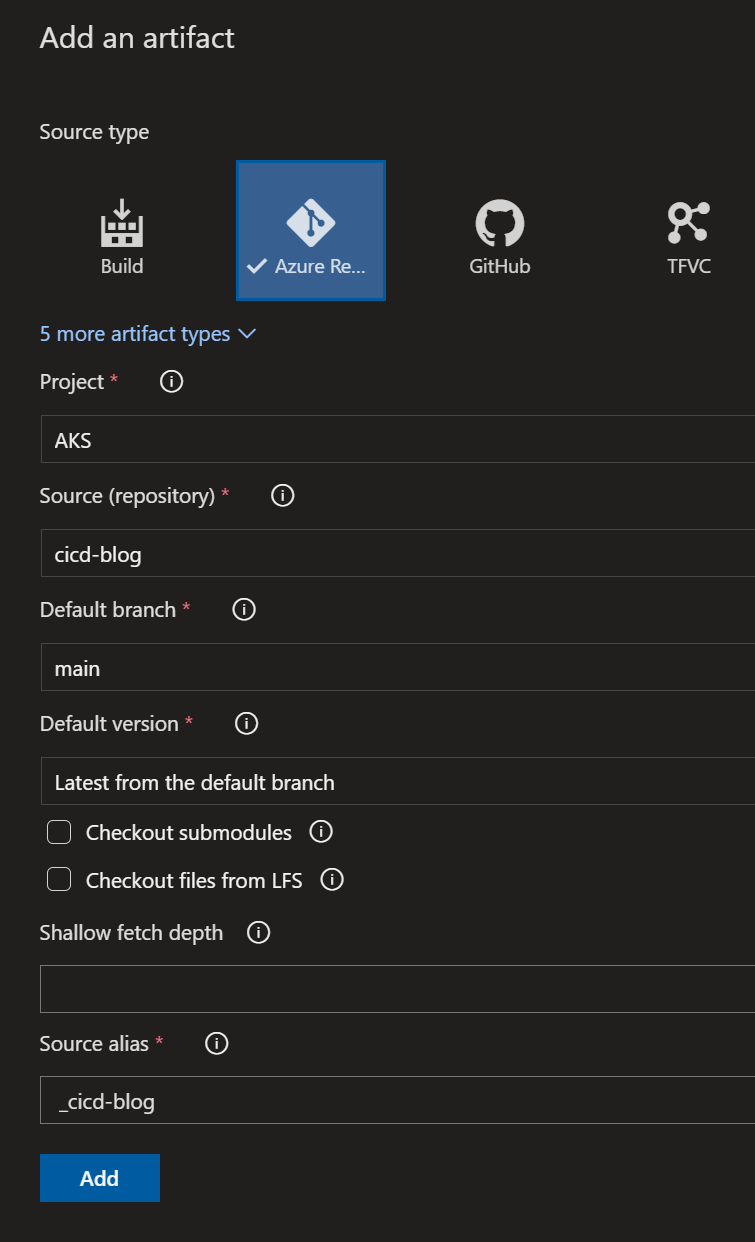 Add an artifact
Source type
Build
Azure Re...
GitHub
TFVC
5 more artifact types
Project *
AKS
Source (repository) *
cicd-blog
Default branch *
main
Default version *
Latest from the default branch
Checkout submodules
Checkout files from LFS
Shallow fetch depth
Source alias *
_cicd-blog
Add